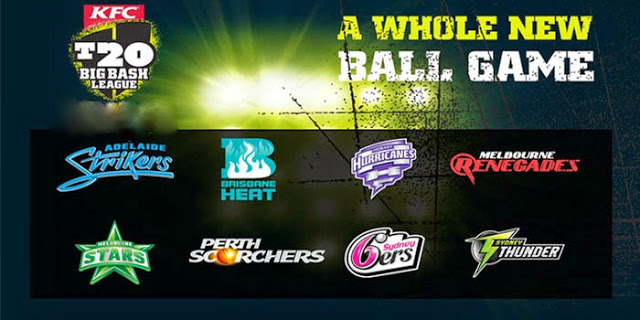 KFC
T20
BIG BASH
LEAGUE
A WHOLE NEW
BALL GAME
ADELAIDE
STRIKERS
B
BRISBANE
HEAT
HOBART
HURRICANES
MELBOURNE
RENEGADES
MELBOURNE
STARS
PERTH
SCORCHERS
Sydney
6ers
SYDNEY
THUNDER